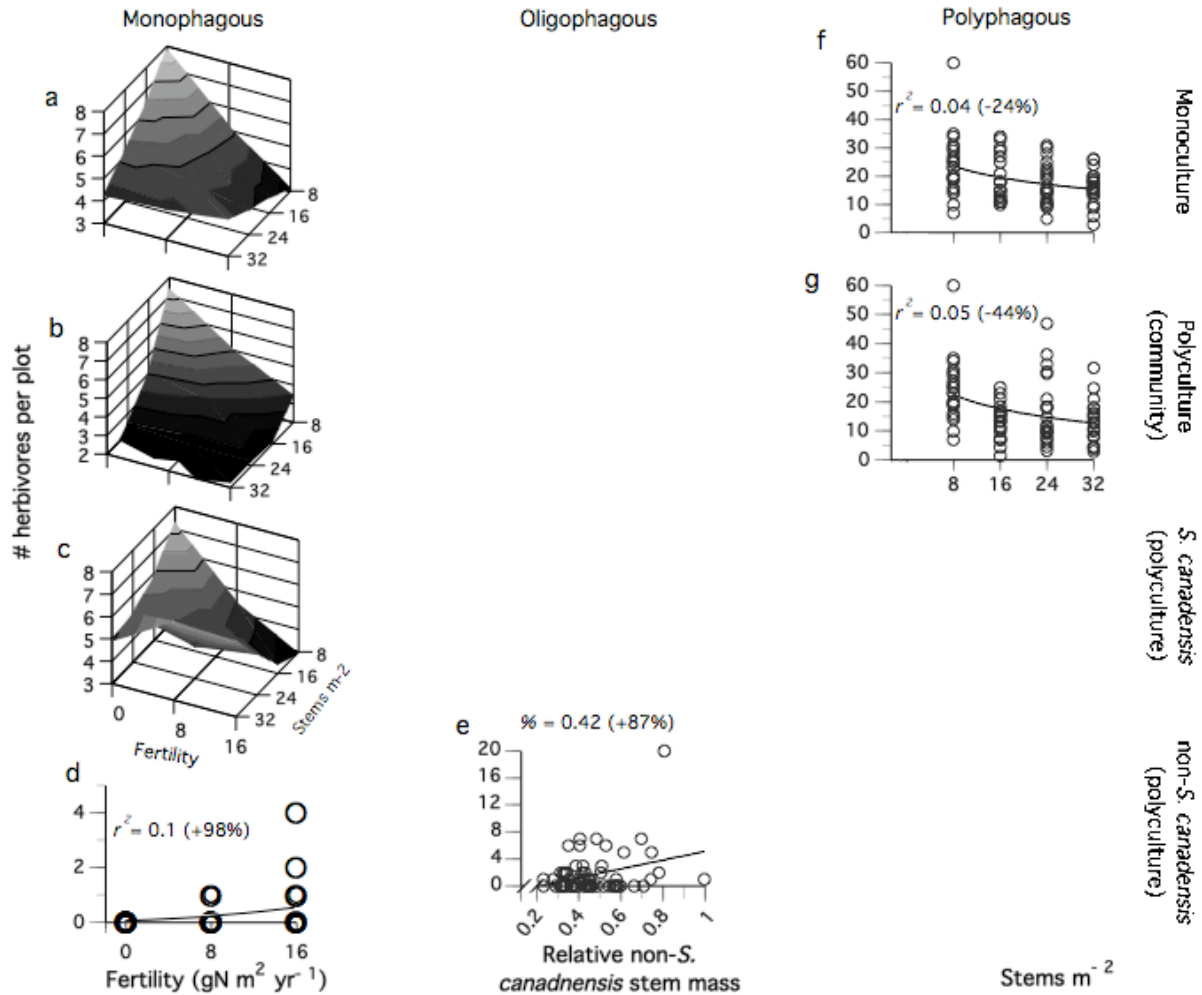 Monophagous
Oligophagous
Polyphagous
# herbivores per plot
a
8
7
6
5
4
3
8
16
24
32
f
60
50
40
30
20
10
0
r² = 0.04 (-24%)
Monoculture
b
8
7
6
5
4
3
2
8
16
24
32
g
60
50
40
30
20
10
0
r² = 0.05 (-44%)
8 16 24 32
Polyculture
(community)
c
8
7
6
5
4
3
0
8
16
Fertility
8
16
24
32
Stems m-2
S. canadensis
(polyculture)
d
4
2
0
r² = 0.1 (+98%)
0 8 16
Fertility (gN m² yr⁻¹)
e
% = 0.42 (+87%)
20
16
12
8
4
0
0.2 0.4 0.6 0.8 1
Relative non-S.
canadnensis stem mass
non-S. canadensis
(polyculture)
Stems m⁻²